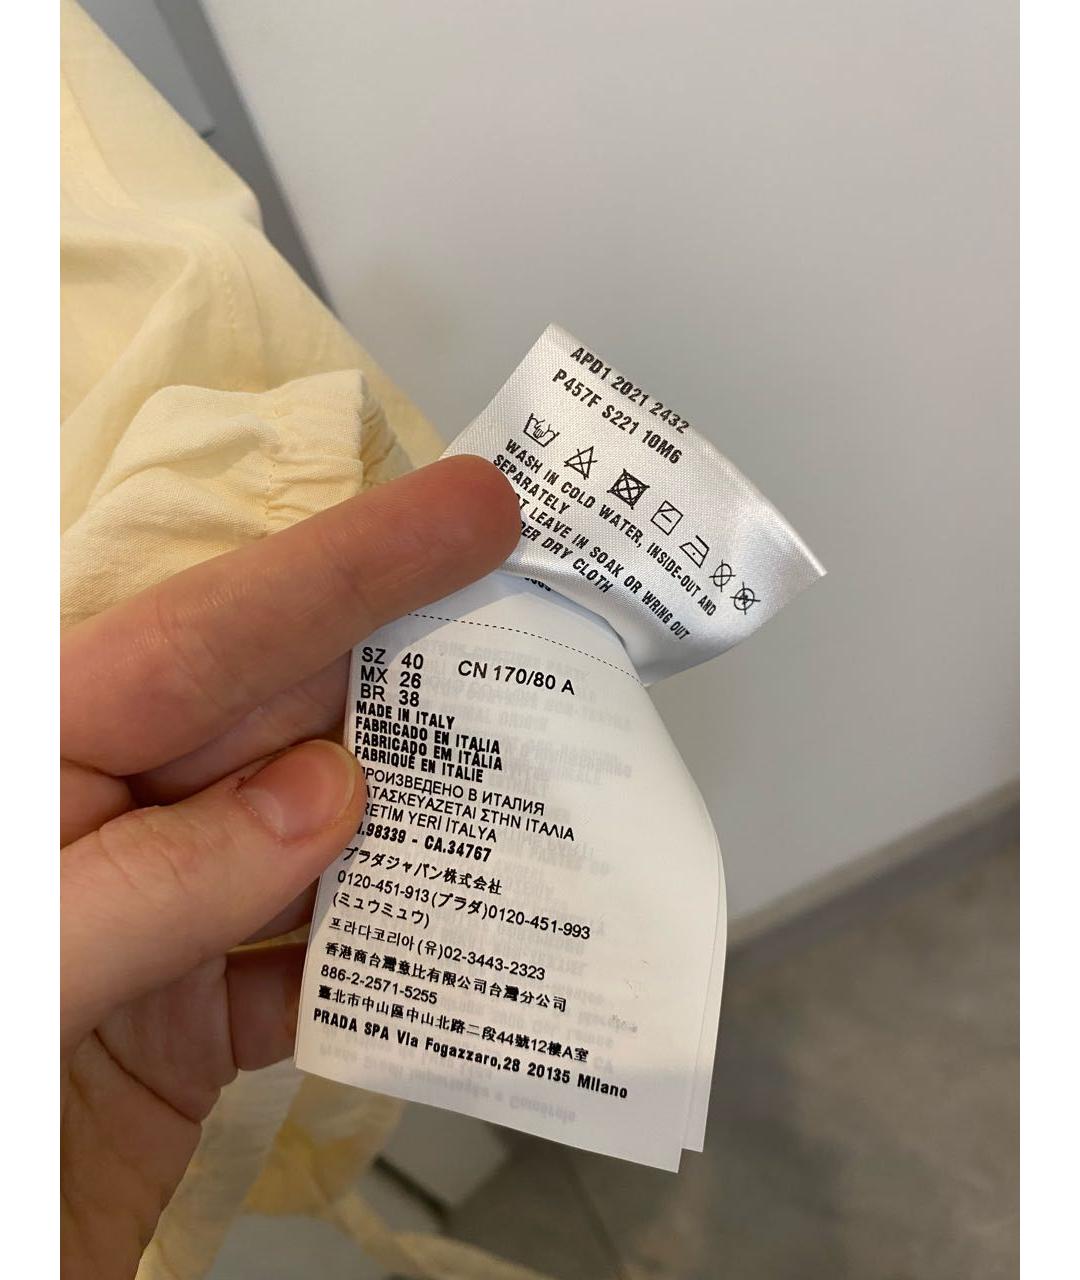 APD1 2021 2432
P457F S221 10M6
WASH IN COLD WATER, INSIDE-OUT AND
SEPARATELY
LEAVE IN SOAK OR WRING OUT
DRY CLOTH
SZ 40 CN 170/80 A
MX 26
BR 38
MADE IN ITALY
FABRICADO EN ITALIA
FABRICADO EM ITÁLIA
FABRIQUÉ EN ITALIE
ПРОИЗВЕДЕНО В ИТАЛИЯ
ΚΑΤΑΣΚΕΥΑΖΕΤΑΙ ΣΤΗΝ ΙΤΑΛΙΑ
ÜRETİM YERİ İTALYA
.98339 - CA.34767
プラダジャパン株式会社
0120-451-913(プラダ)0120-451-993
(ミュウミュウ)
프라다코리아(유)02-3443-2323
香港商台灣意比有限公司台灣分公司
886-2-2571-5255
臺北市中山區中山北路二段44號12樓A室
PRADA SPA Via Fogazzaro,28 20135 Milano